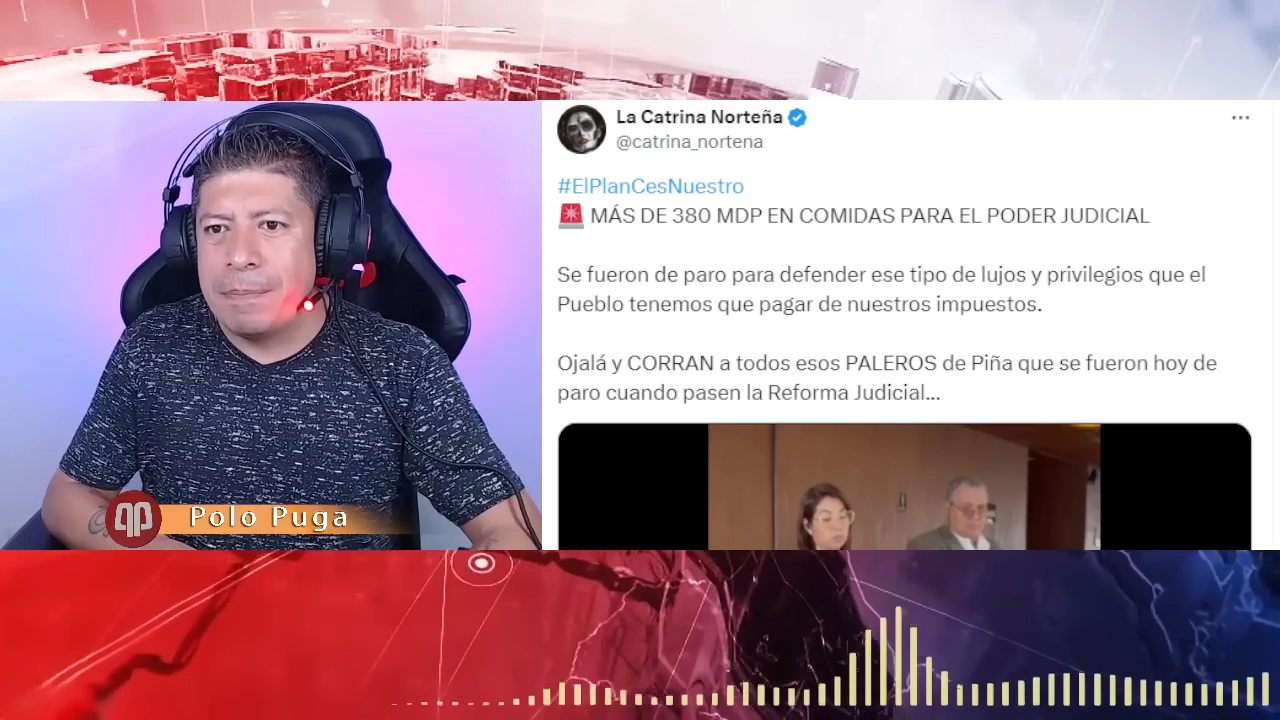 La Catrina Norteña
@catrina_nortena
#ElPlanCesNuestro
MÁS DE 380 MDP EN COMIDAS PARA EL PODER JUDICIAL
Se fueron de paro para defender ese tipo de lujos y privilegios que el
Pueblo tenemos que pagar de nuestros impuestos.
Ojalá y CORRAN a todos esos PALEROS de Piña que se fueron hoy de
paro cuando pasen la Reforma Judicial...
Polo Puga